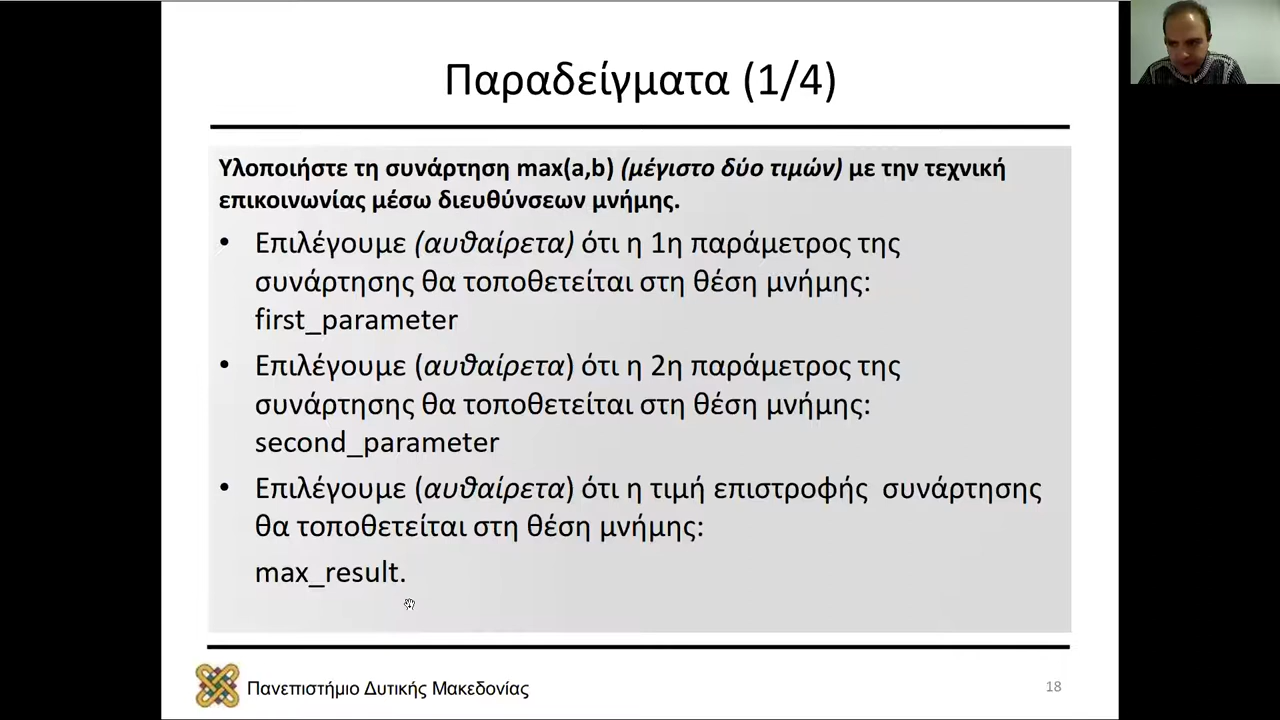 Παραδείγματα (1/4)
Υλοποιήστε τη συνάρτηση max(a,b) (μέγιστο δύο τιμών) με την τεχνική
επικοινωνίας μέσω διευθύνσεων μνήμης.
• Επιλέγουμε (αυθαίρετα) ότι η 1η παράμετρος της
συνάρτησης θα τοποθετείται στη θέση μνήμης:
first_parameter
• Επιλέγουμε (αυθαίρετα) ότι η 2η παράμετρος της
συνάρτησης θα τοποθετείται στη θέση μνήμης:
second_parameter
• Επιλέγουμε (αυθαίρετα) ότι η τιμή επιστροφής συνάρτησης
θα τοποθετείται στη θέση μνήμης:
max_result.
Πανεπιστήμιο Δυτικής Μακεδονίας
18